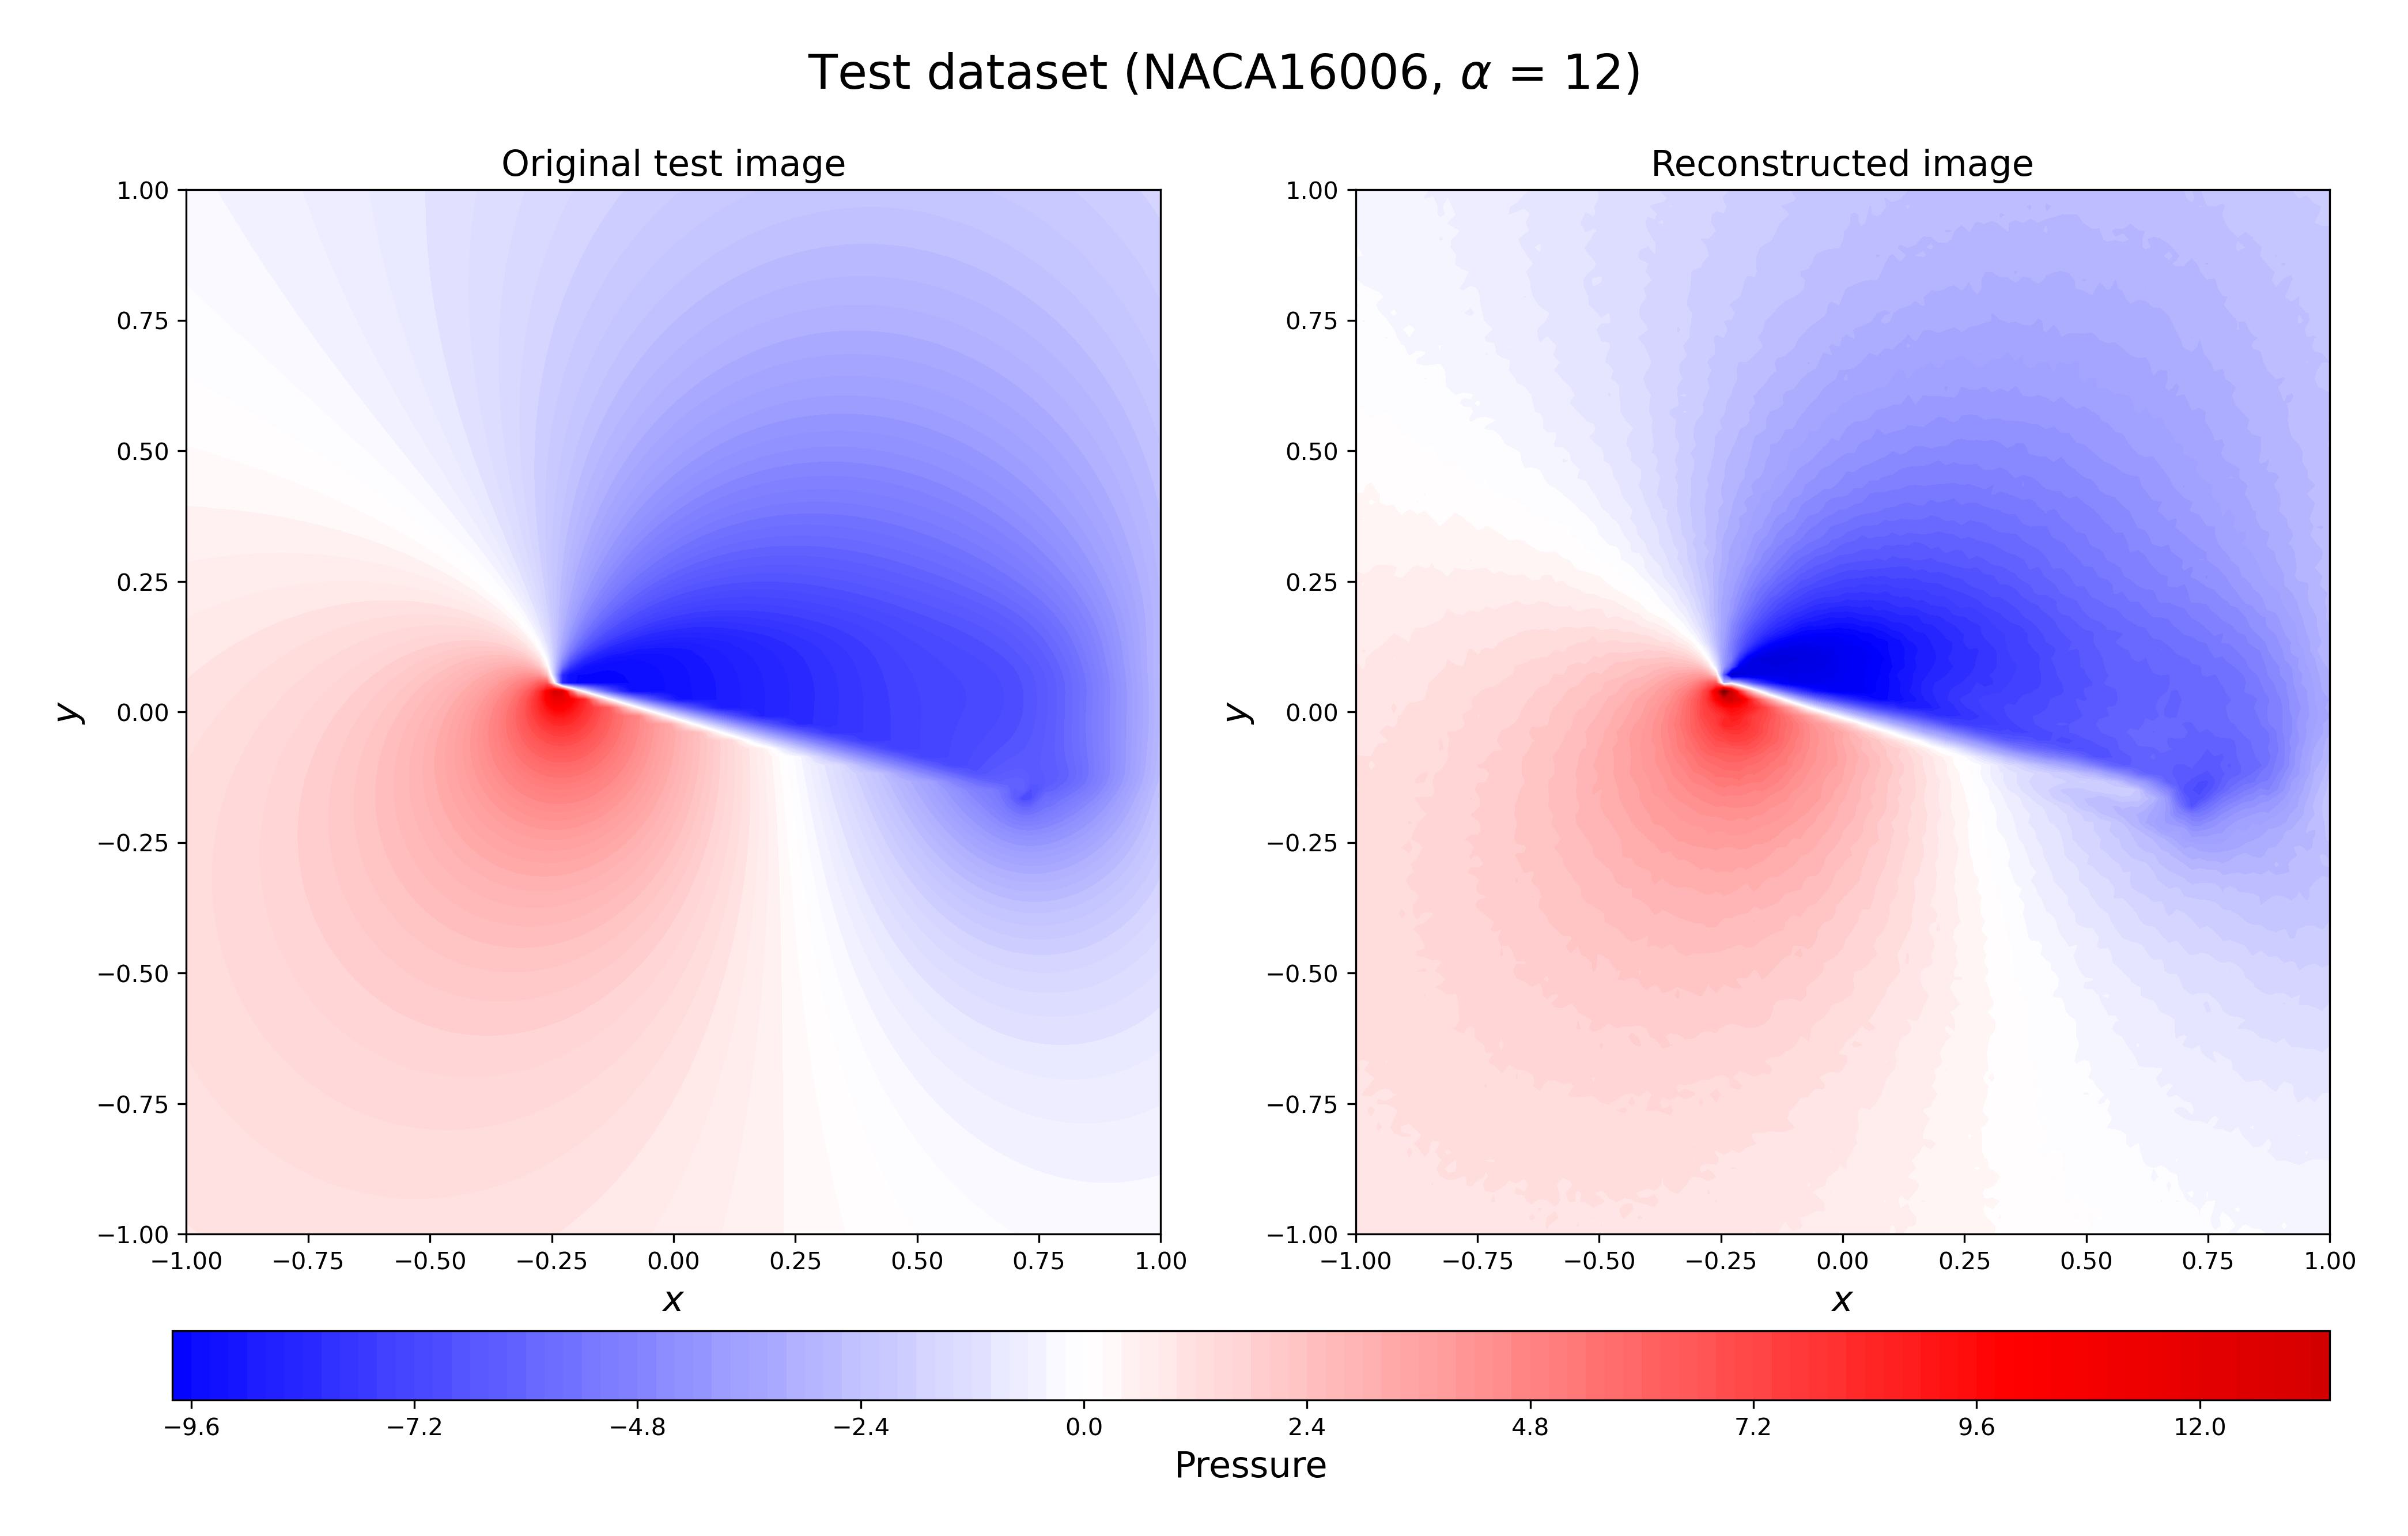 Test dataset (NACA16006, α = 12)
Original test image
Reconstructed image
1.00
0.75
0.50
0.25
0.00
−0.25
−0.50
−0.75
−1.00
y
−1.00 −0.75 −0.50 −0.25 0.00 0.25 0.50 0.75 1.00
x
1.00
0.75
0.50
0.25
0.00
−0.25
−0.50
−0.75
−1.00
y
−1.00 −0.75 −0.50 −0.25 0.00 0.25 0.50 0.75 1.00
x
−9.6 −7.2 −4.8 −2.4 0.0 2.4 4.8 7.2 9.6 12.0
Pressure